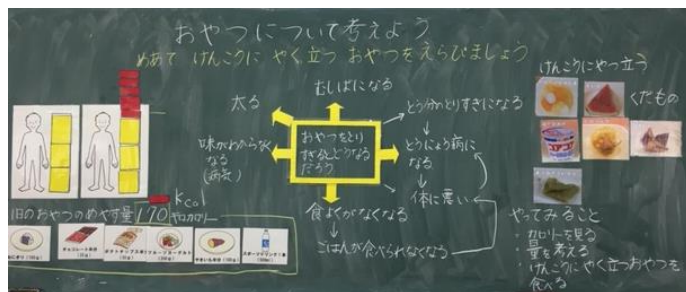 おやつについて考えよう
めあて けんこうに やく立つ おやつをえらびましょう
むしばになる
太る
味がわからなく
なる
(病気)
おやつをとり
すぎるとどうなる
だろう
とう分のとりすぎになる
とうにょう病に
なる
体に悪い
食よくがなくなる
ごはんが食べられなくなる
1日のおやつのめやす量170キロカロリー
kcal
おにぎり(100g)
けんこうにやつ立う
くだもの
やってみること
・カロリーを見る
・量を考える
・けんこうにやく立つおやつを
食べる